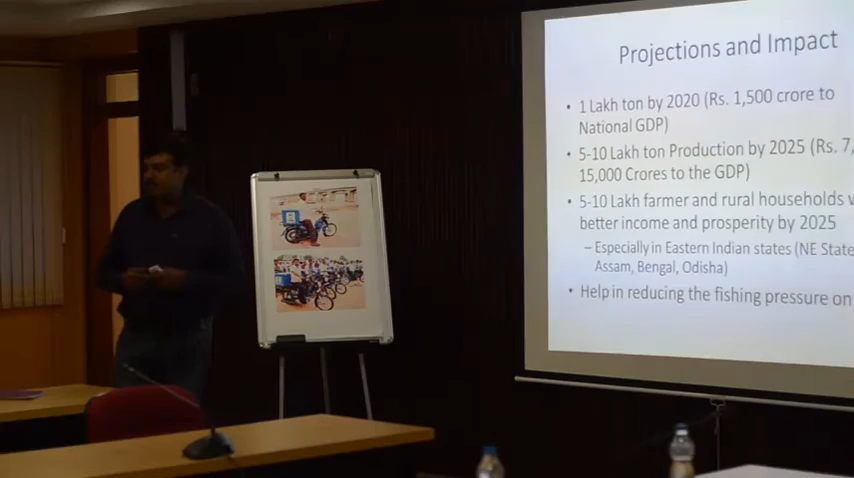 Projections and Impact
• 1 Lakh ton by 2020 (Rs. 1,500 crore to
National GDP)
• 5-10 Lakh ton Production by 2025 (Rs. 7,
15,000 Crores to the GDP)
• 5-10 Lakh farmer and rural households
better income and prosperity by 2025
– Especially in Eastern Indian states (NE State
Assam, Bengal, Odisha)
• Help in reducing the fishing pressure on